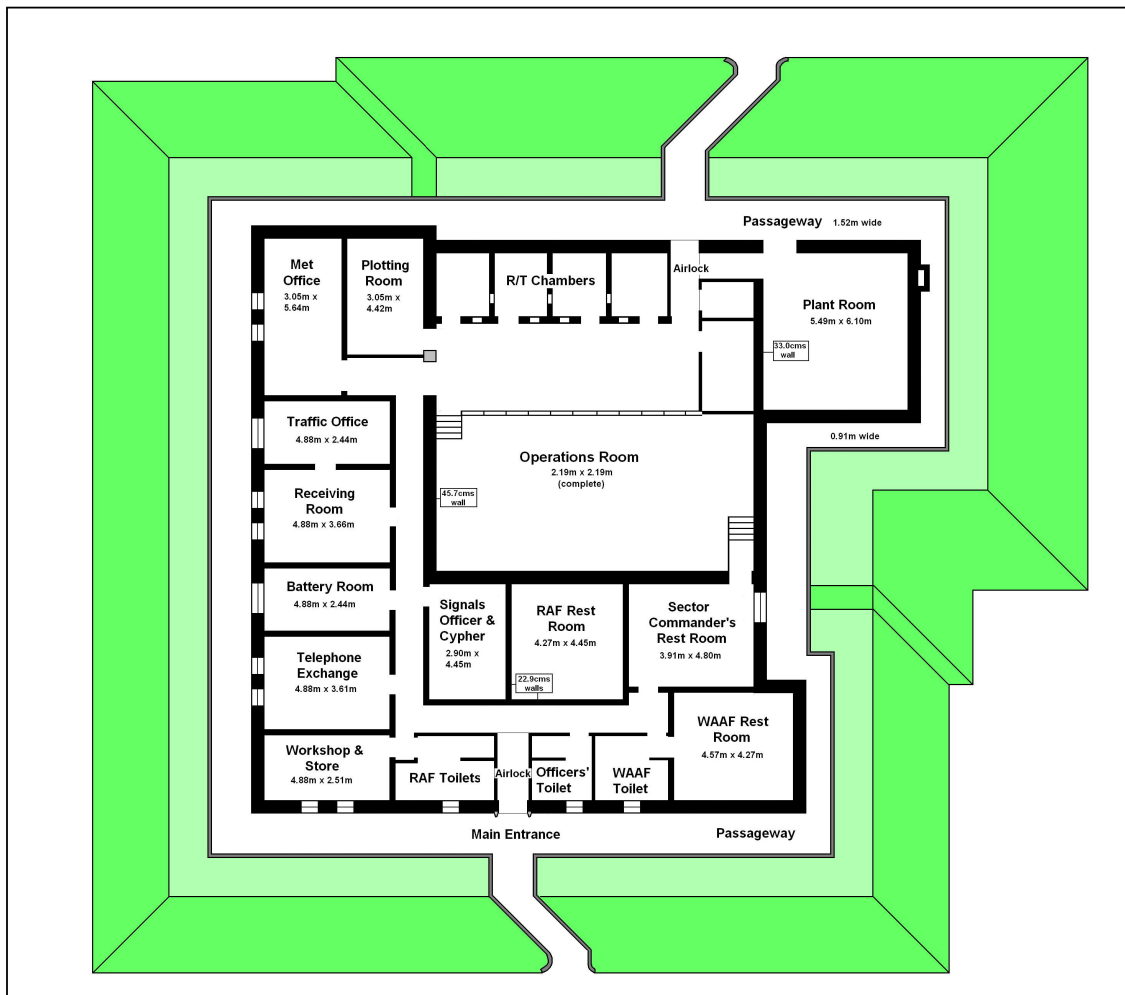 Passageway 1.52m wide
Met
Office
3.05m x
5.64m
Plotting
Room
3.05m x
4.42m
R/T Chambers
Airlock
Plant Room
5.49m x 6.10m
33.0cms
wall
Traffic Office
4.88m x 2.44m
0.91m wide
Operations Room
2.19m x 2.19m
(complete)
45.7cms
wall
Receiving
Room
4.88m x 3.66m
Battery Room
4.88m x 2.44m
Signals
Officer &
Cypher
2.90m x
4.45m
RAF Rest
Room
4.27m x 4.45m
Sector
Commander's
Rest Room
3.91m x 4.80m
22.9cms
walls
Telephone
Exchange
4.88m x 3.61m
WAAF Rest
Room
4.57m x 4.27m
Workshop &
Store
4.88m x 2.51m
RAF Toilets
Airlock
Officers'
Toilet
WAAF
Toilet
Main Entrance
Passageway